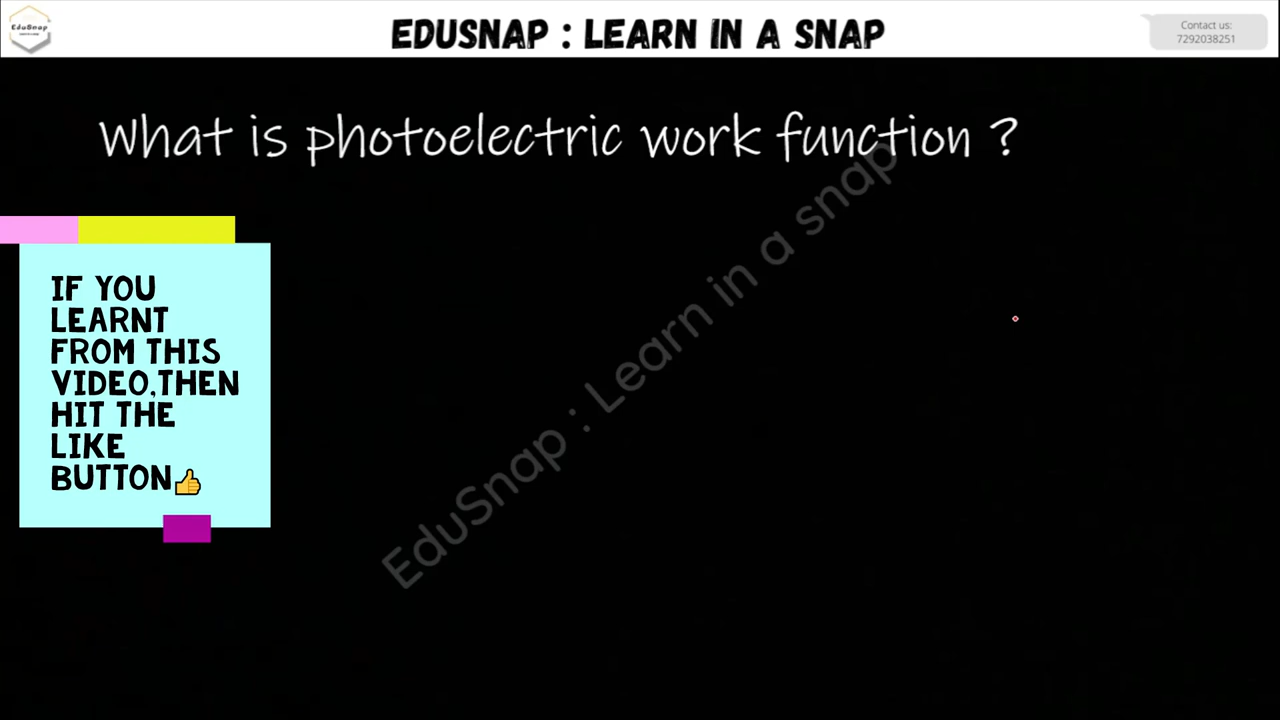 EduSnap
EDUSNAP : LEARN IN A SNAP
Contact us:
7292038251
What is photoelectric work function ?
IF YOU
LEARNT
FROM THIS
VIDEO,THEN
HIT THE
LIKE
BUTTON👍
EduSnap : Learn in a snap